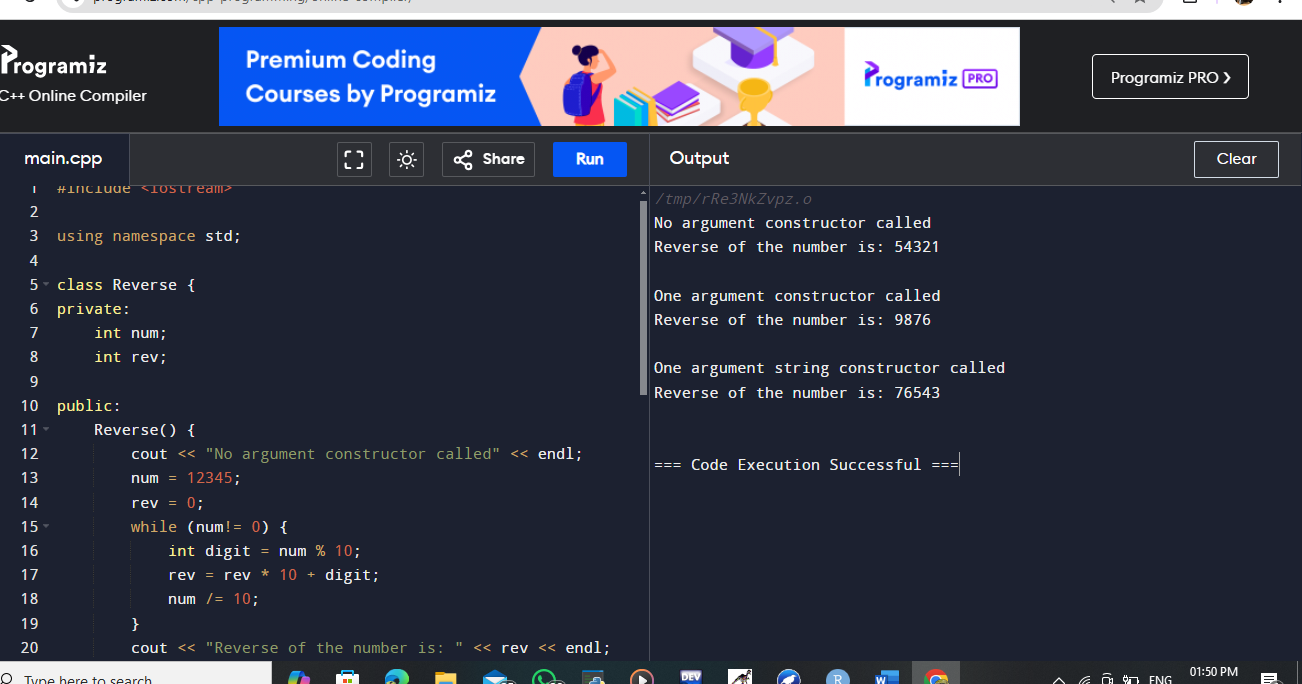 programiz.com/cpp-programming/online-compiler/
Programiz
C++ Online Compiler
Premium Coding
Courses by Programiz
Programiz PRO
Programiz PRO ❯
main.cpp
Share
Run
Output
Clear
1 #include <iostream>
2
3 using namespace std;
4
5 class Reverse {
6 private:
7     int num;
8     int rev;
9
10 public:
11     Reverse() {
12         cout << "No argument constructor called" << endl;
13         num = 12345;
14         rev = 0;
15         while (num!= 0) {
16             int digit = num % 10;
17             rev = rev * 10 + digit;
18             num /= 10;
19         }
20         cout << "Reverse of the number is: " << rev << endl;
/tmp/rRe3NkZvpz.o
No argument constructor called
Reverse of the number is: 54321
One argument constructor called
Reverse of the number is: 9876
One argument string constructor called
Reverse of the number is: 76543
=== Code Execution Successful ===
Type here to search
DEV
R
W
ENG
01:50 PM